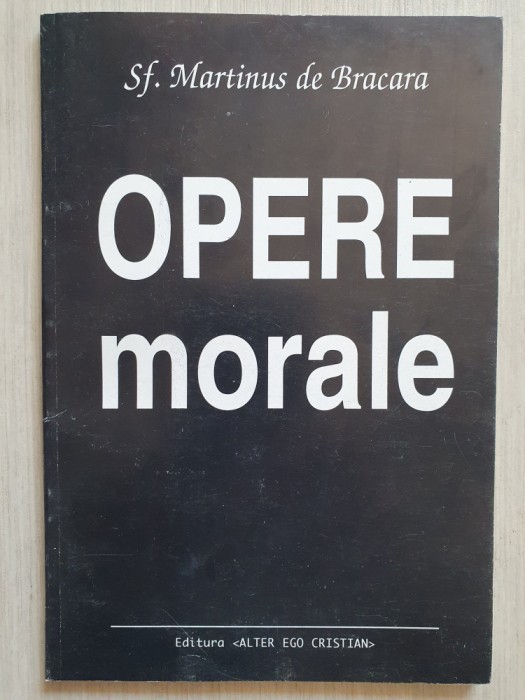 Sf. Martinus de Bracara
OPERE
morale
Editura <ALTER EGO CRISTIAN>